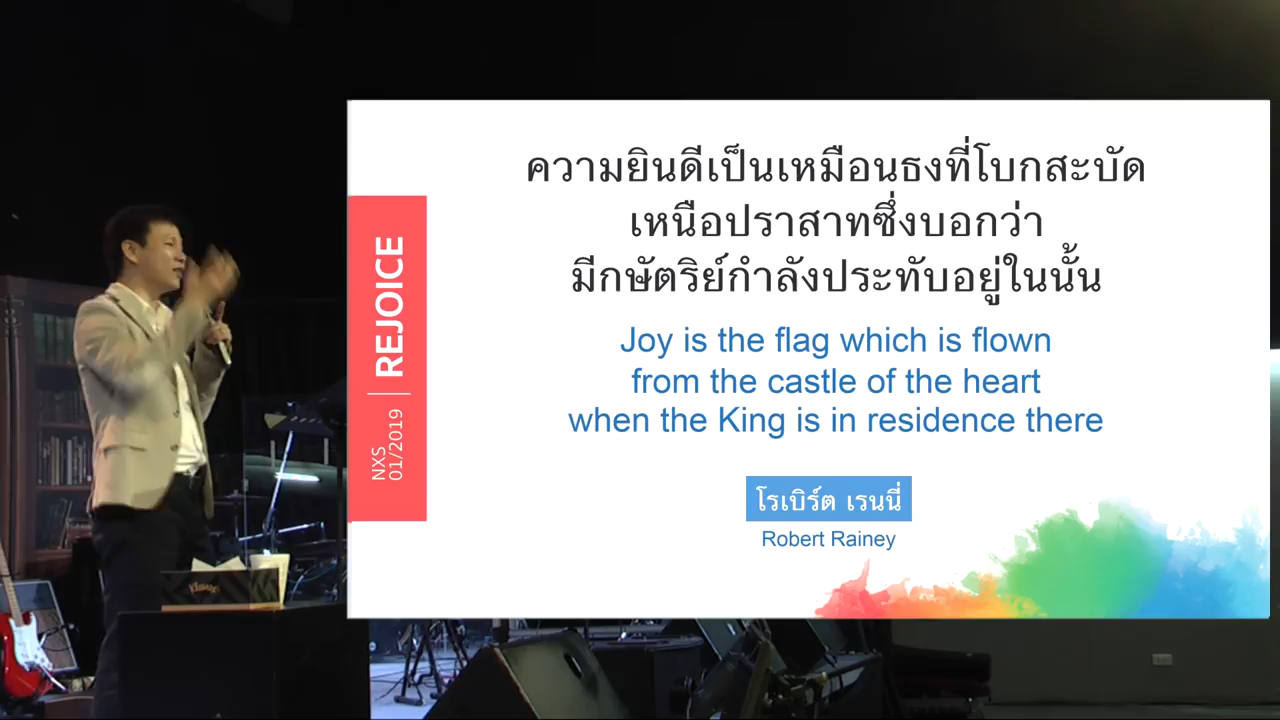 ความยินดีเป็นเหมือนธงที่โบกสะบัด
เหนือปราสาทซึ่งบอกว่า
มีกษัตริย์กำลังประทับอยู่ในนั้น
Joy is the flag which is flown
from the castle of the heart
when the King is in residence there
โรเบิร์ต เรนนี่
Robert Rainey
REJOICE
NXS
01/2019
Kleenex